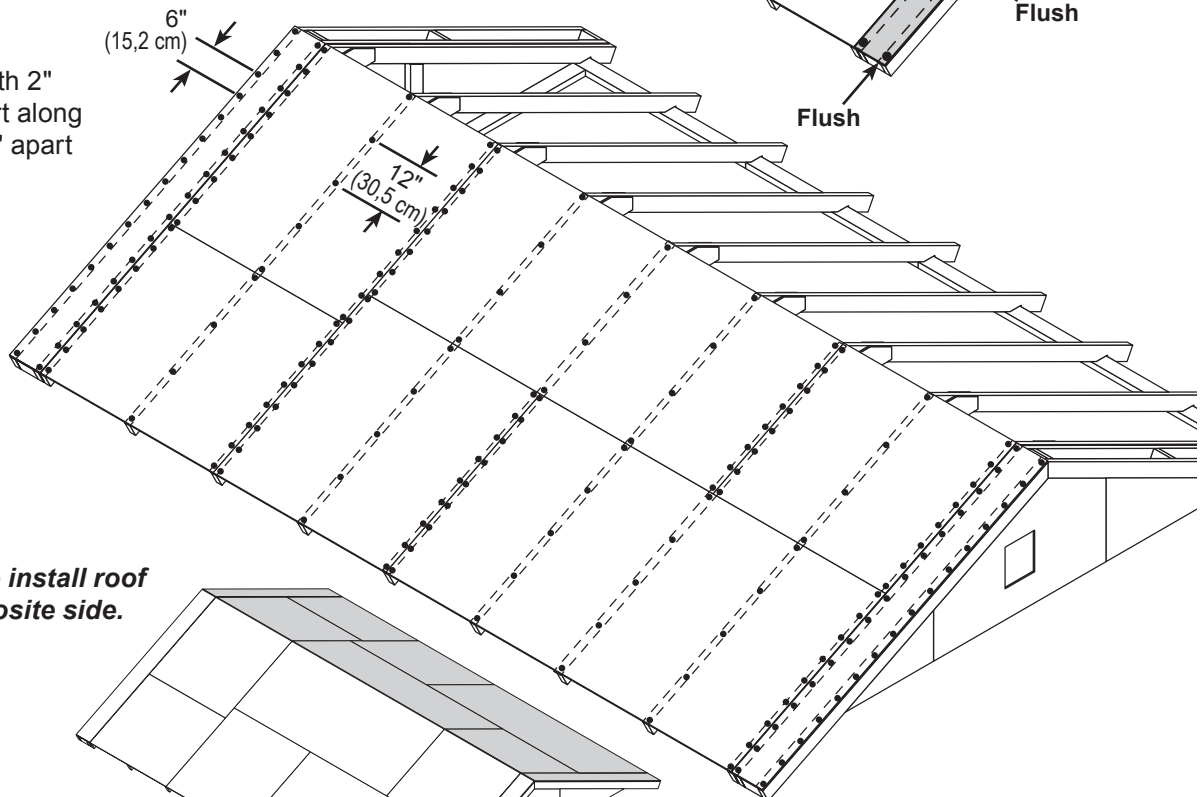 6"
(15,2 cm)
Flush
th 2"
rt along
" apart
Flush
12"
(30,5 cm)
install roof
osite side.